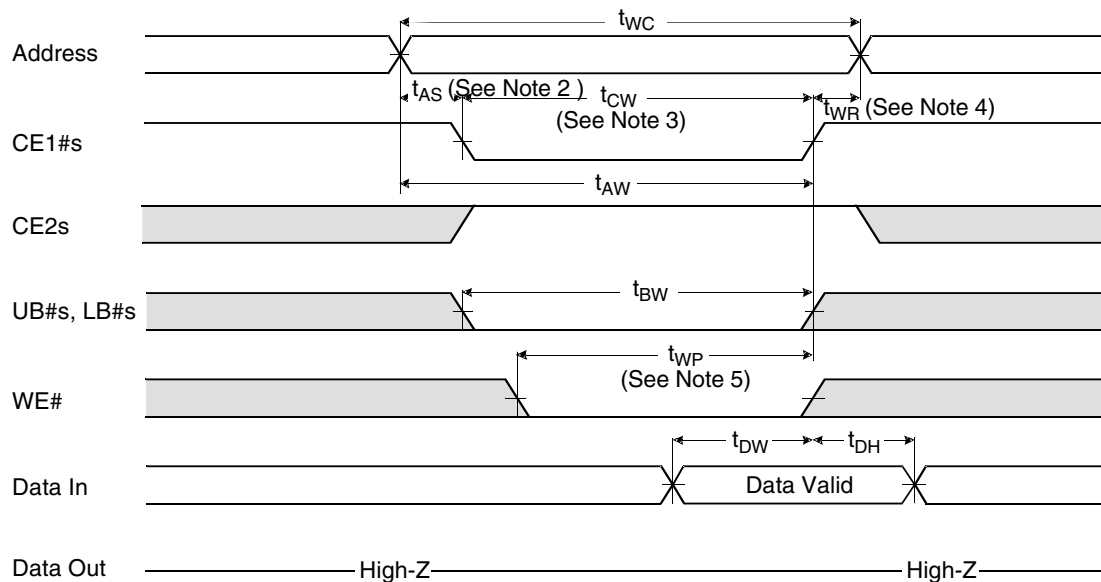 tWC
Address
tAS (See Note 2 )
tCW
(See Note 3)
tWR (See Note 4)
CE1#s
tAW
CE2s
tBW
UB#s, LB#s
tWP
(See Note 5)
WE#
tDW
tDH
Data In
Data Valid
Data Out
High-Z
High-Z